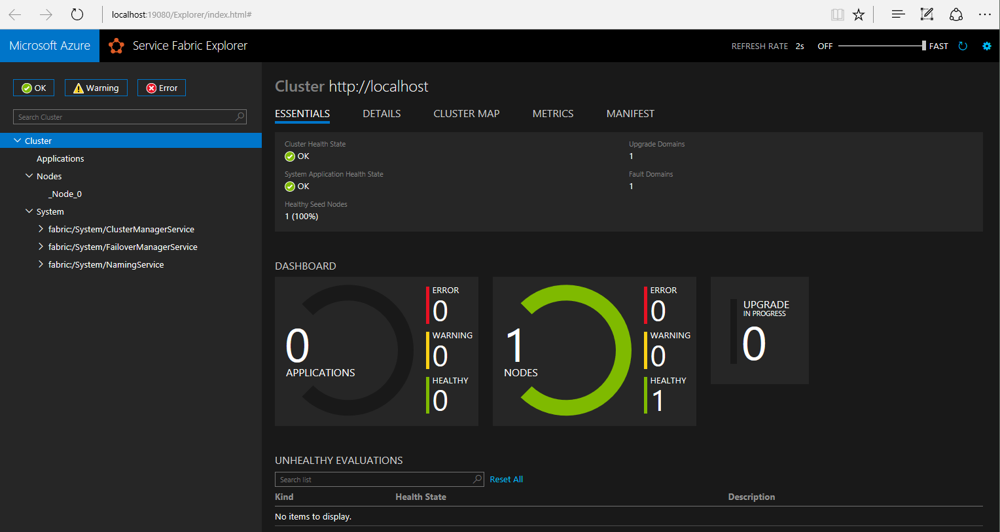 localhost:19080/Explorer/index.html#
Microsoft Azure
Service Fabric Explorer
REFRESH RATE 2s OFF FAST
OK
Warning
Error
Search Cluster
Cluster
Applications
Nodes
_Node_0
System
fabric:/System/ClusterManagerService
fabric:/System/FailoverManagerService
fabric:/System/NamingService
Cluster http://localhost
ESSENTIALS DETAILS CLUSTER MAP METRICS MANIFEST
Cluster Health State
OK
System Application Health State
OK
Healthy Seed Nodes
1 (100%)
Upgrade Domains
1
Fault Domains
1
DASHBOARD
0
APPLICATIONS
ERROR
0
WARNING
0
HEALTHY
0
1
NODES
ERROR
0
WARNING
0
HEALTHY
1
UPGRADE
IN PROGRESS
0
UNHEALTHY EVALUATIONS
Search list
Reset All
Kind Health State Description
No items to display.